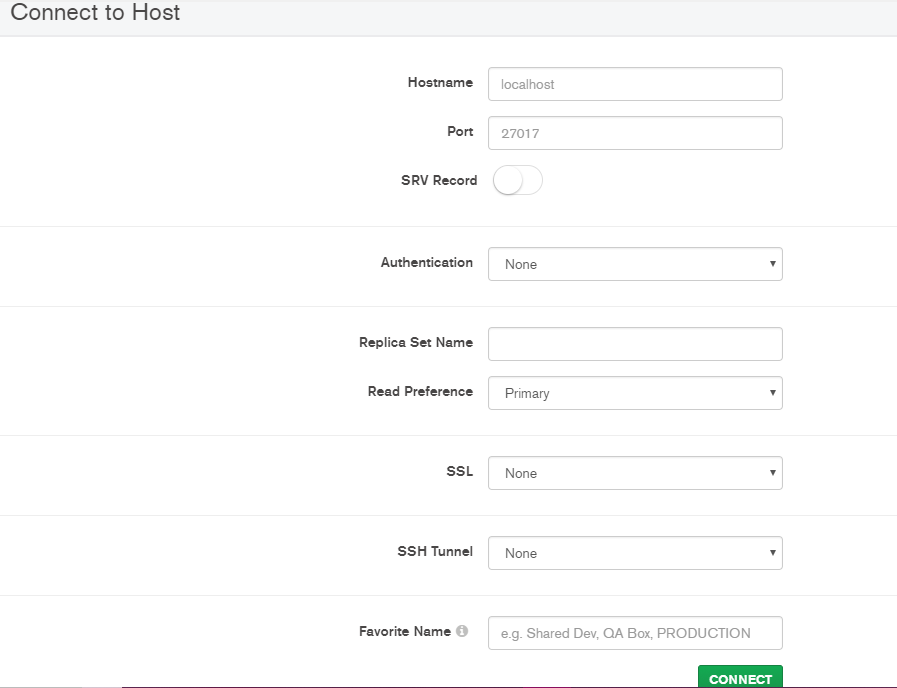 Connect to Host
Hostname localhost
Port 27017
SRV Record
Authentication None
Replica Set Name
Read Preference Primary
SSL None
SSH Tunnel None
Favorite Name e.g. Shared Dev, QA Box, PRODUCTION
CONNECT